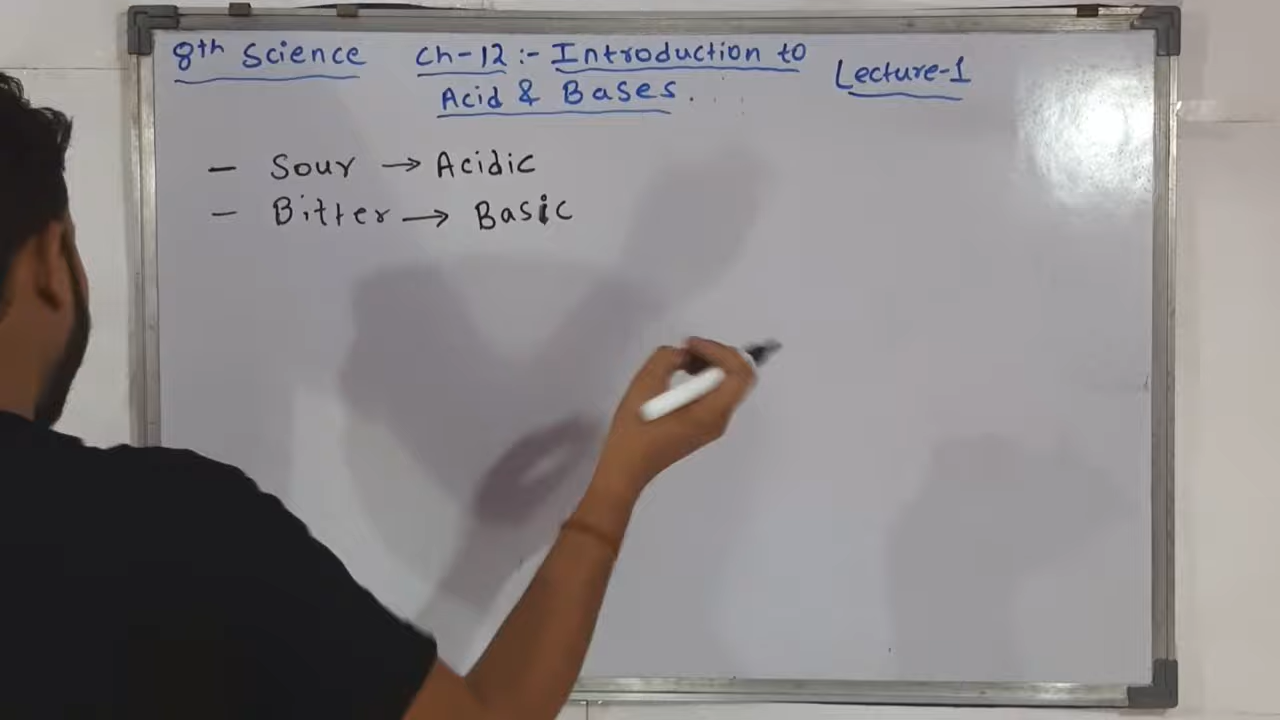 8th Science Ch-12 :- Introduction to
Acid & Bases.
Lecture-1
- Sour → Acidic
- Bitter → Basic